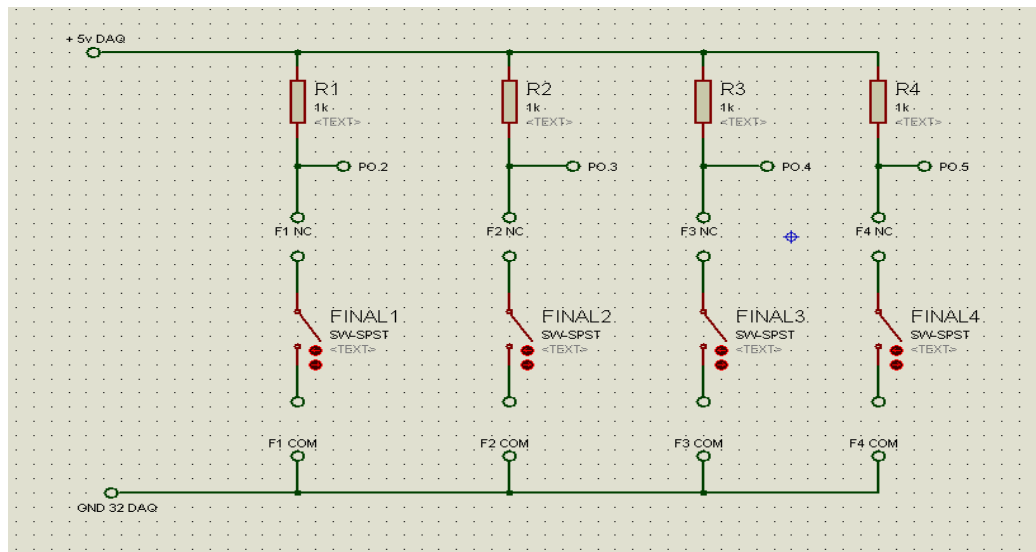 + 5v DAQ
R1
1k
<TEXT>
R2
1k
<TEXT>
R3
1k
<TEXT>
R4
1k
<TEXT>
PO.2
PO.3
PO.4
PO.5
F1 NC
F2 NC
F3 NC
F4 NC
FINAL1
SW-SPST
<TEXT>
FINAL2
SW-SPST
<TEXT>
FINAL3
SW-SPST
<TEXT>
FINAL4
SW-SPST
<TEXT>
F1 COM
F2 COM
F3 COM
F4 COM
GND 32 DAQ